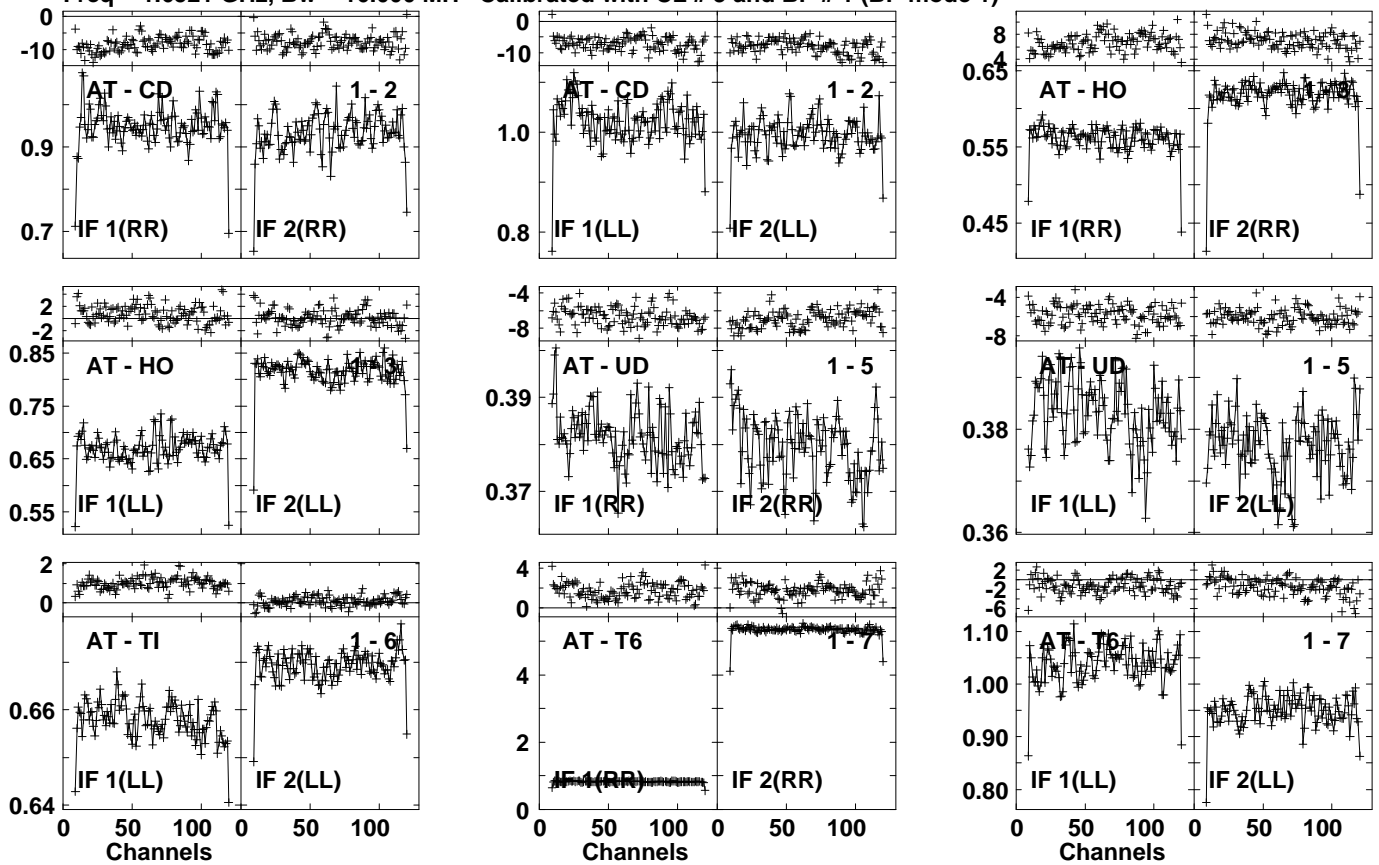 Calibrated with CL # and BP # (BP mode 1)
0 0 8
-10 -10 4
AT - CD 1 - 2 AT - CD 1 - 2 0.65 AT - HO 1 - 3
0.9 1.0 0.55
0.7 IF 1(RR) IF 2(RR) 0.8 IF 1(LL) IF 2(LL) 0.45 IF 1(RR) IF 2(RR)
2 -4 -4
-2 -8 -8
0.85 AT - HO 1 - 3 AT - UD 1 - 5 AT - UD 1 - 5
0.75 0.39 0.38
0.65 0.37
0.55 IF 1(LL) IF 2(LL) IF 1(RR) IF 2(RR) 0.36 IF 1(LL) IF 2(LL)
2 4 2
0 0 -2
-6
AT - TI 1 - 6 AT - T6 1 - 7 1.10 AT - T6 1 - 7
4 1.00
0.66 2 0.90
0.64 IF 1(LL) IF 2(LL) 0 IF 1(RR) IF 2(RR) 0.80 IF 1(LL) IF 2(LL)
0 50 100 0 50 100 0 50 100 0 50 100 0 50 100 0 50 100
Channels Channels Channels